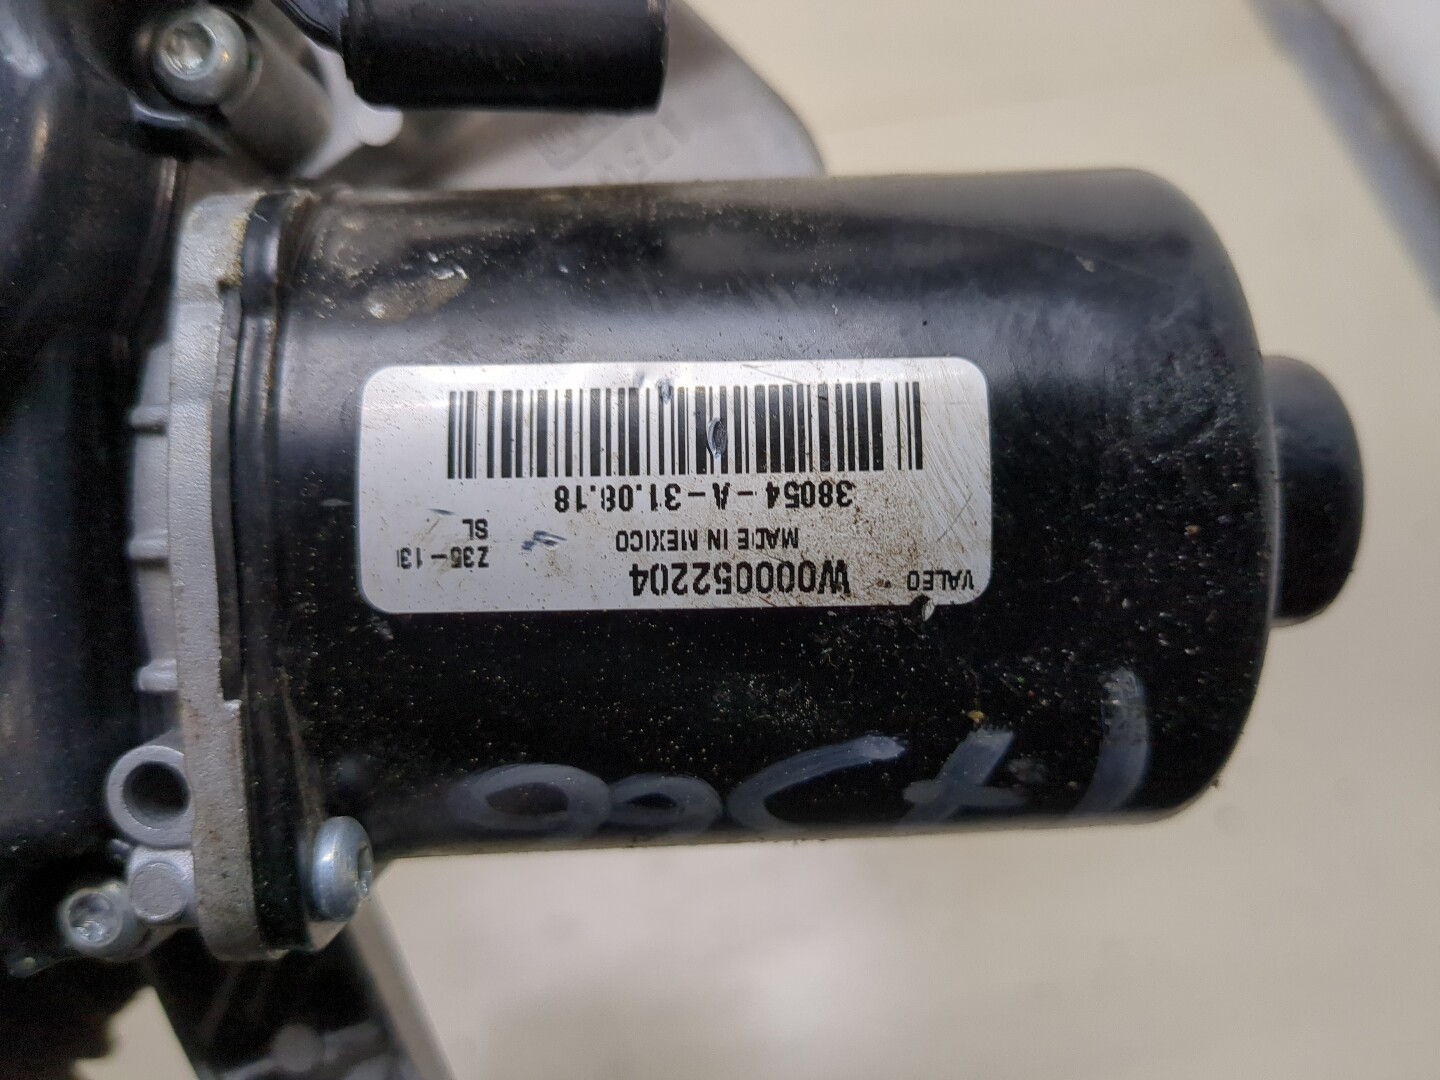 VALEO W000052204
MADE IN MEXICO
Z35-13
SL
38054-A-31.08.18